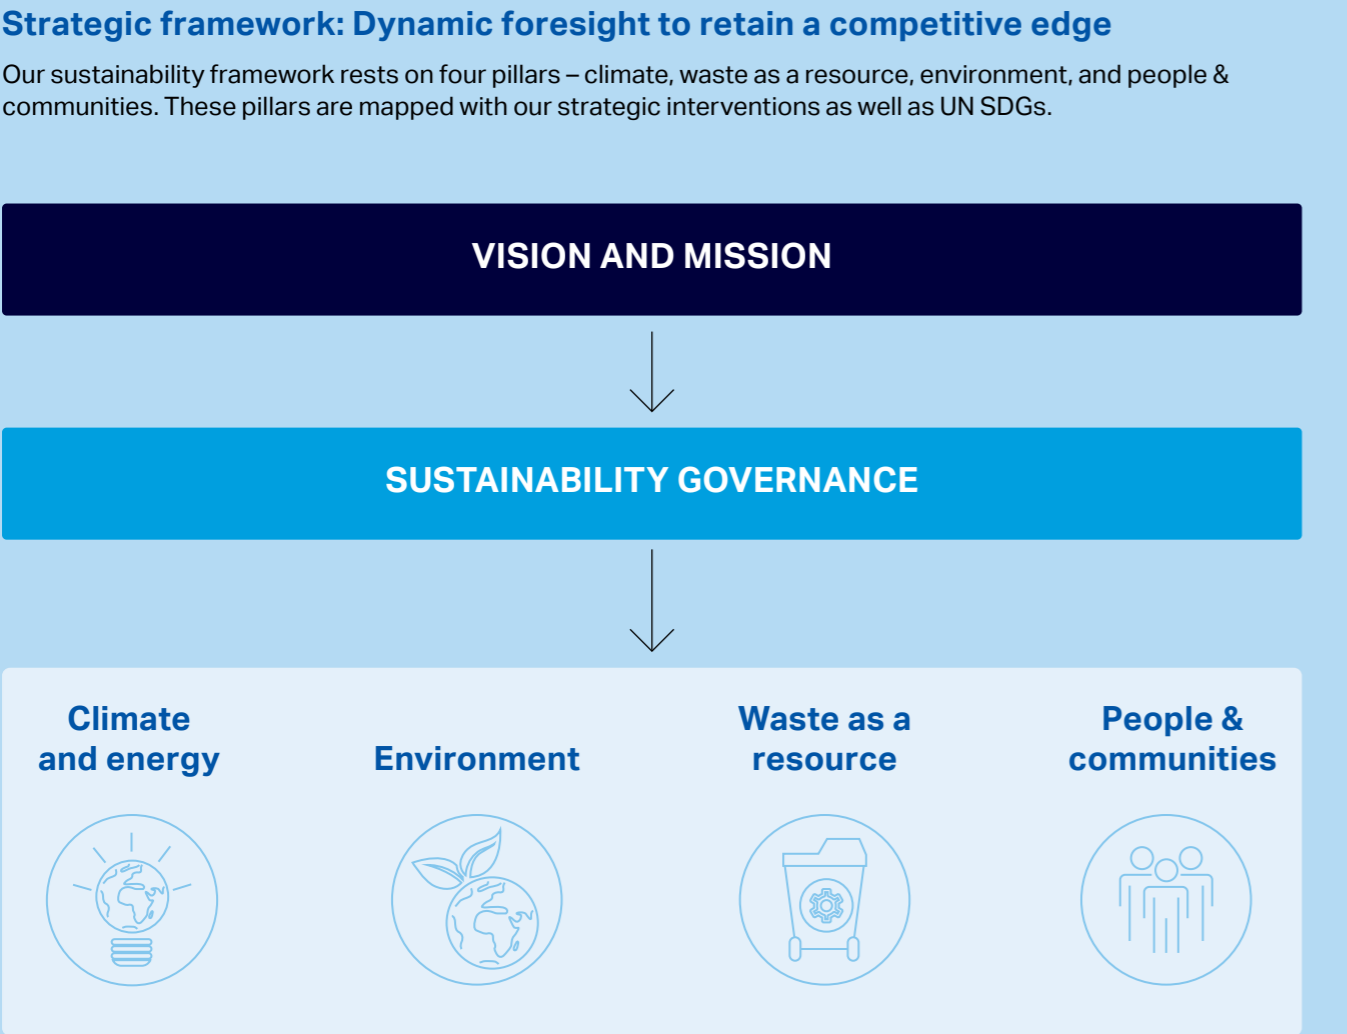 Strategic framework: Dynamic foresight to retain a competitive edge
Our sustainability framework rests on four pillars – climate, waste as a resource, environment, and people &
communities. These pillars are mapped with our strategic interventions as well as UN SDGs.
VISION AND MISSION
SUSTAINABILITY GOVERNANCE
Climate
and energy
Environment
Waste as a
resource
People &
communities